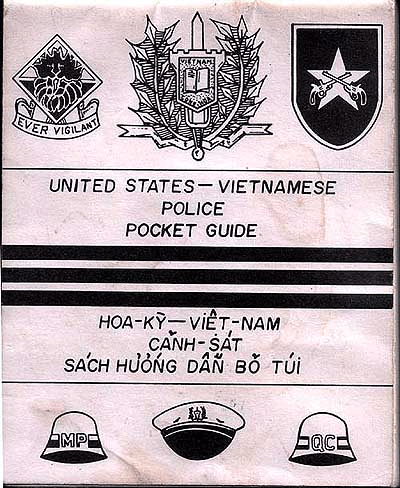 EVER VIGILANT
VIETNAM
UNITED STATES — VIETNAMESE
POLICE
POCKET GUIDE
HOA-KỲ — VIỆT-NAM
CẢNH-SÁT
SÁCH HƯỚNG DẪN BỎ TÚI
MP
QC